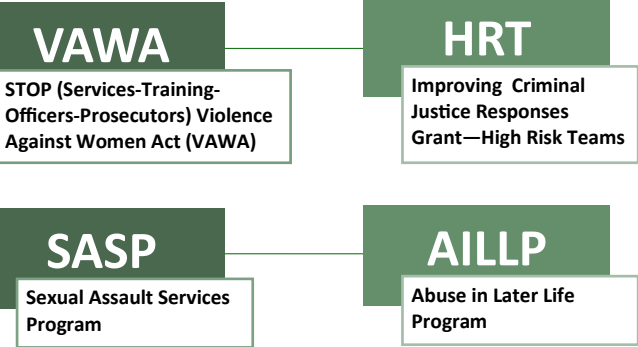 VAWA
STOP (Services-Training-
Officers-Prosecutors) Violence
Against Women Act (VAWA)
HRT
Improving Criminal
Justice Responses
Grant—High Risk Teams
SASP
Sexual Assault Services
Program
AILLP
Abuse in Later Life
Program